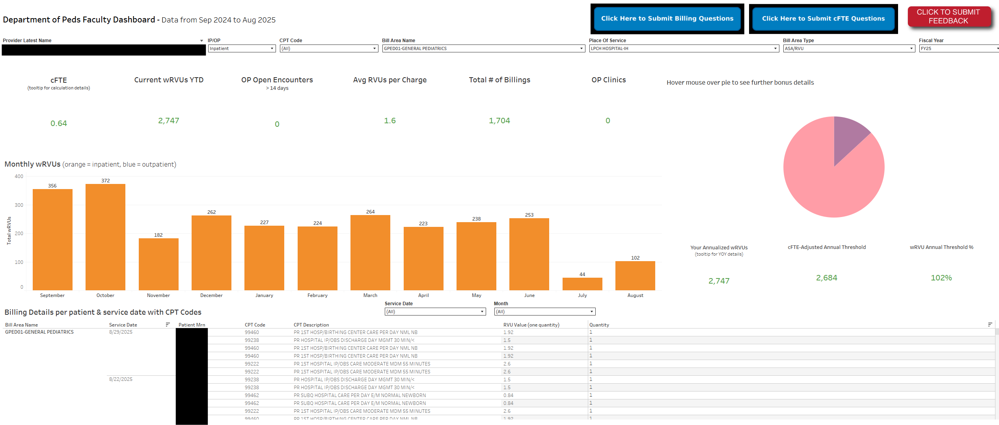 Department of Peds Faculty Dashboard - Data from Sep 2024 to Aug 2025
Click Here to Submit Billing Questions
Click Here to Submit cFTE Questions
CLICK TO SUBMIT
FEEDBACK
Provider Latest Name
IP/OP
Inpatient
CPT Code
(All)
Bill Area Name
GPED01-GENERAL PEDIATRICS
Place Of Service
LPCH HOSPITAL-IH
Bill Area Type
ASA/RVU
Fiscal Year
FY25
cFTE
(tooltip for calculation details)
0.64
Current wRVUs YTD
2,747
OP Open Encounters
> 14 days
0
Avg RVUs per Charge
1.6
Total # of Billings
1,704
OP Clinics
0
Hover mouse over pie to see further bonus details
Monthly wRVUs (orange = inpatient, blue = outpatient)
Total wRVUs
400
300
200
100
0
356
372
182
262
227
224
264
223
238
253
44
102
September
October
November
December
January
February
March
April
May
June
July
August
Your Annualized wRVUs
(tooltip for YOY details)
2,747
cFTE-Adjusted Annual Threshold
2,684
wRVU Annual Threshold %
102%
Service Date
(All)
Month
(All)
Billing Details per patient & service date with CPT Codes
Bill Area Name Service Date Patient Mrn CPT Code CPT Description RVU Value (one quantity) Quantity
GPED01-GENERAL PEDIATRICS 8/29/2025 99460 PR 1ST HOSP/BIRTHING CENTER CARE PER DAY NML NB 1.92 1
99238 PR HOSPITAL IP/OBS DISCHARGE DAY MGMT 30 MIN/< 1.5 1
99460 PR 1ST HOSP/BIRTHING CENTER CARE PER DAY NML NB 1.92 1
99460 PR 1ST HOSP/BIRTHING CENTER CARE PER DAY NML NB 1.92 1
99222 PR 1ST HOSPITAL IP/OBS CARE MODERATE MDM 55 MINUTES 2.6 1
99222 PR 1ST HOSPITAL IP/OBS CARE MODERATE MDM 55 MINUTES 2.6 1
8/22/2025 99238 PR HOSPITAL IP/OBS DISCHARGE DAY MGMT 30 MIN/< 1.5 1
99238 PR HOSPITAL IP/OBS DISCHARGE DAY MGMT 30 MIN/< 1.5 1
99462 PR SUBQ HOSPITAL CARE PER DAY E/M NORMAL NEWBORN 0.84 1
99462 PR SUBQ HOSPITAL CARE PER DAY E/M NORMAL NEWBORN 0.84 1
99222 PR 1ST HOSPITAL IP/OBS CARE MODERATE MDM 55 MINUTES 2.6 1
99460 PR 1ST HOSP/BIRTHING CENTER CARE PER DAY NML NB 1.92 1